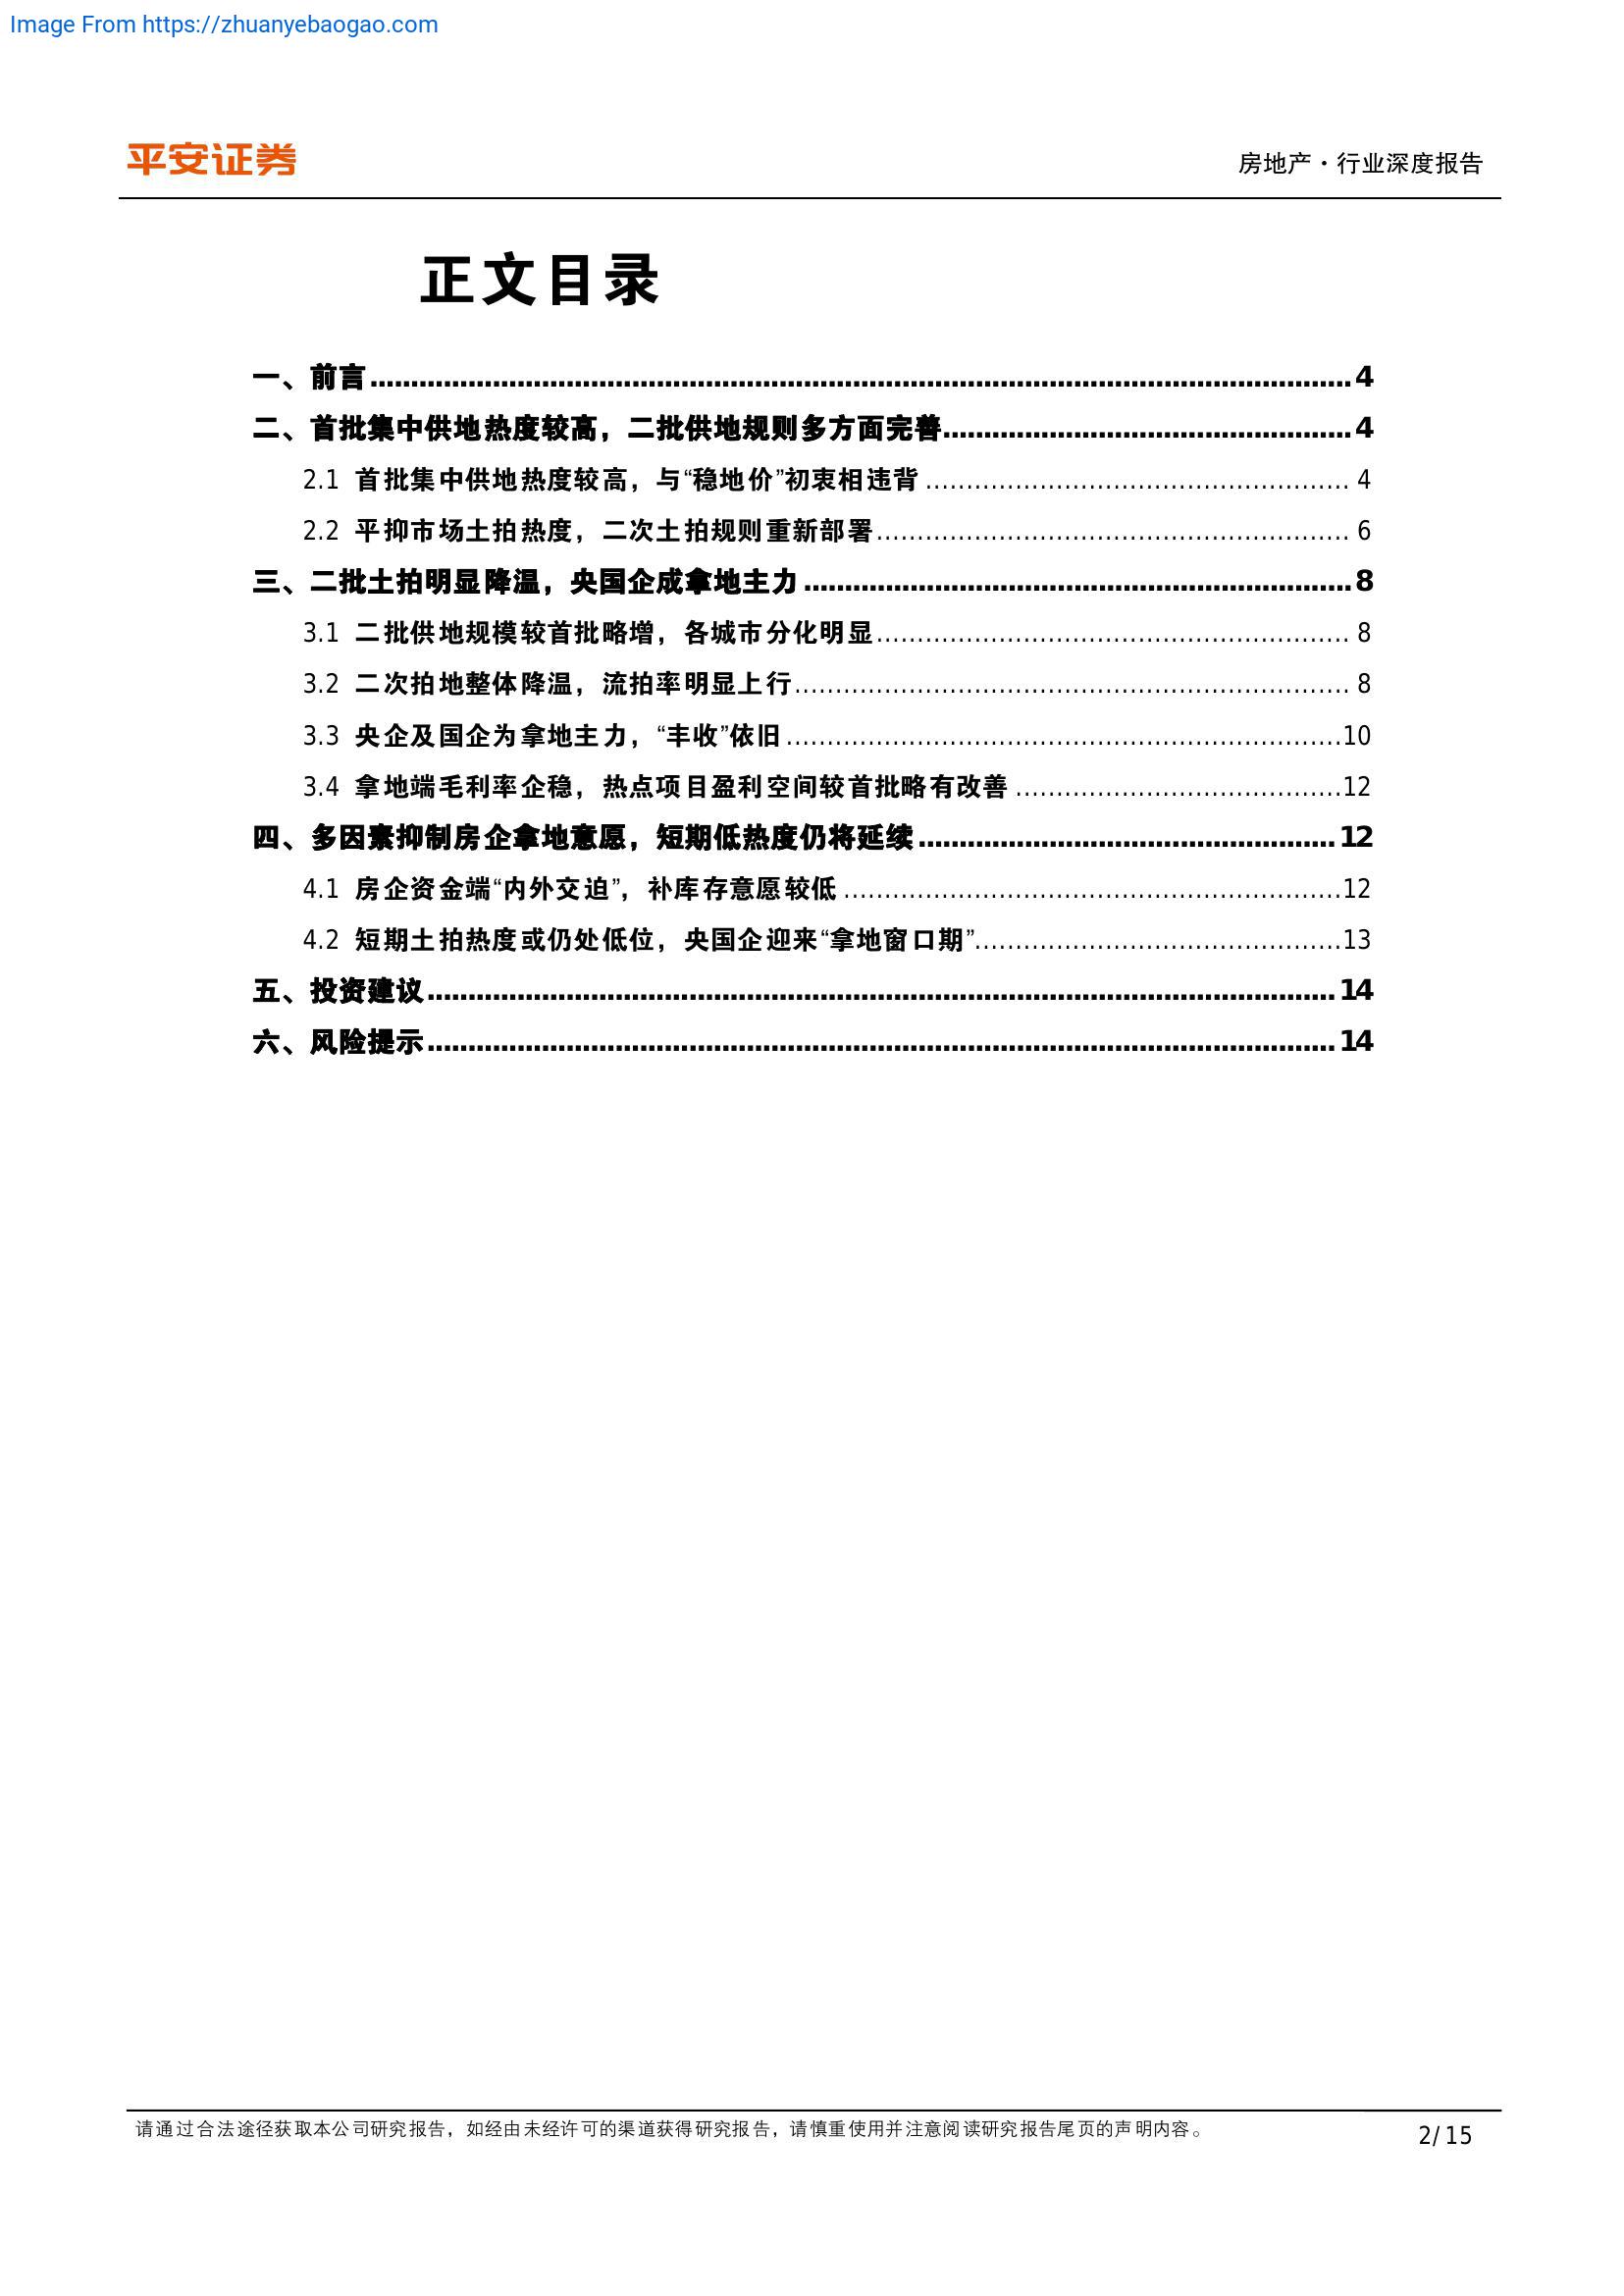 Image From https://zhuanyebaogao.com
平安证券
房地产·行业深度报告
正文目录
一、前言........................................................................................................................4
二、首批集中供地热度较高，二批供地规则多方面完善..................................................4
2.1 首批集中供地热度较高，与“稳地价”初衷相违背....................................................4
2.2 平抑市场土拍热度，二次土拍规则重新部署..........................................................6
三、二批土拍明显降温，央国企成拿地主力...................................................................8
3.1 二批供地规模较首批略增，各城市分化明显..........................................................8
3.2 二次拍地整体降温，流拍率明显上行....................................................................8
3.3 央企及国企为拿地主力，“丰收”依旧....................................................................10
3.4 拿地端毛利率企稳，热点项目盈利空间较首批略有改善........................................12
四、多因素抑制房企拿地意愿，短期低热度仍将延续...................................................12
4.1 房企资金端“内外交迫”，补库存意愿较低.............................................................12
4.2 短期土拍热度或仍处低位，央国企迎来“拿地窗口期”.............................................13
五、投资建议...............................................................................................................14
六、风险提示...............................................................................................................14
请通过合法途径获取本公司研究报告，如经由未经许可的渠道获得研究报告，请慎重使用并注意阅读研究报告尾页的声明内容。
2/15